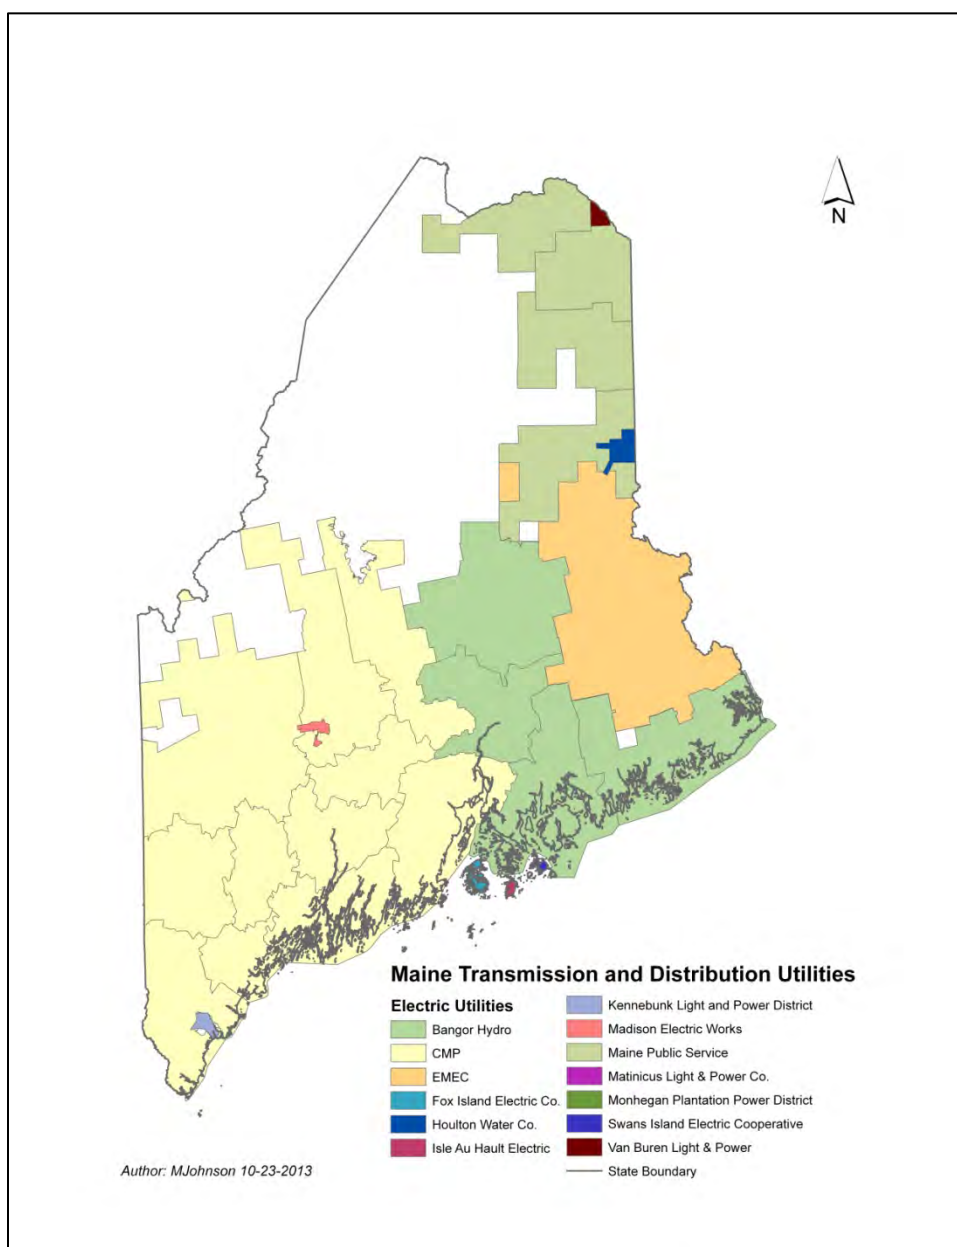 N
Maine Transmission and Distribution Utilities
Electric Utilities
Bangor Hydro
CMP
EMEC
Fox Island Electric Co.
Houlton Water Co.
Isle Au Hault Electric
Kennebunk Light and Power District
Madison Electric Works
Maine Public Service
Matinicus Light & Power Co.
Monhegan Plantation Power District
Swans Island Electric Cooperative
Van Buren Light & Power
State Boundary
Author: MJohnson 10-23-2013